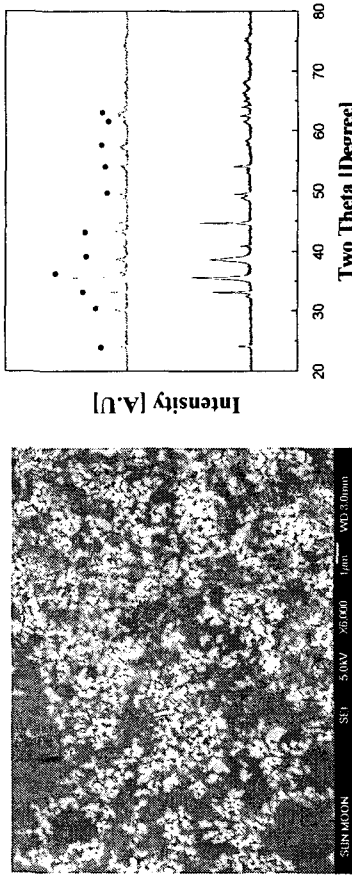 Intensity [A.U]
20 30 40 50 60 70 80
Two Theta [Degree]
SUN MOON SEI 5.0kV X6,000 1μm WD 3.0mm